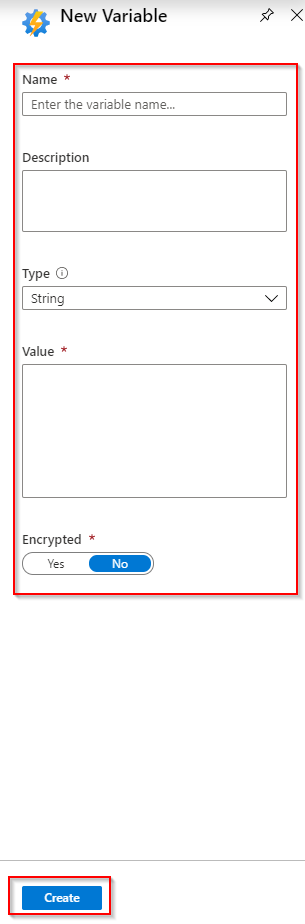 New Variable
Name *
Enter the variable name...
Description
Type
String
Value *
Encrypted *
Yes No
Create